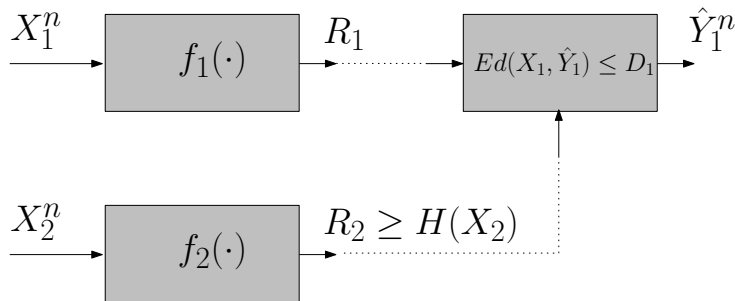 X_1^n
f_1(·)
R_1
Ed(X_1, Ŷ_1) ≤ D_1
Ŷ_1^n
X_2^n
f_2(·)
R_2 ≥ H(X_2)